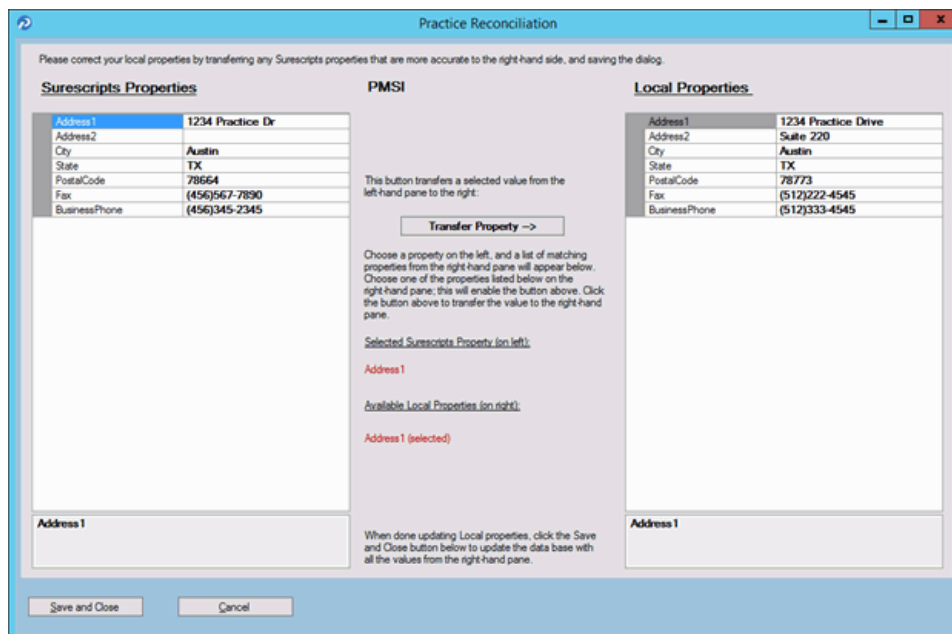 Practice Reconciliation
Please correct your local properties by transferring any Surescripts properties that are more accurate to the right-hand side, and saving the dialog.
Surescripts Properties
Address1 1234 Practice Dr
Address2
City Austin
State TX
PostalCode 78664
Fax (456)567-7890
BusinessPhone (456)345-2345
Address1
PMSI
This button transfers a selected value from the
left-hand pane to the right:
Transfer Property -->
Choose a property on the left, and a list of matching
properties from the right-hand pane will appear below.
Choose one of the properties listed below on the
right-hand pane; this will enable the button above. Click
the button above to transfer the value to the right-hand
pane.
Selected Surescripts Property (on left):
Address1
Available Local Properties (on right):
Address1 (selected)
When done updating Local properties, click the Save
and Close button below to update the data base with
all the values from the right-hand pane.
Local Properties
Address1 1234 Practice Drive
Address2 Suite 220
City Austin
State TX
PostalCode 78773
Fax (512)222-4545
BusinessPhone (512)333-4545
Address1
Save and Close
Cancel